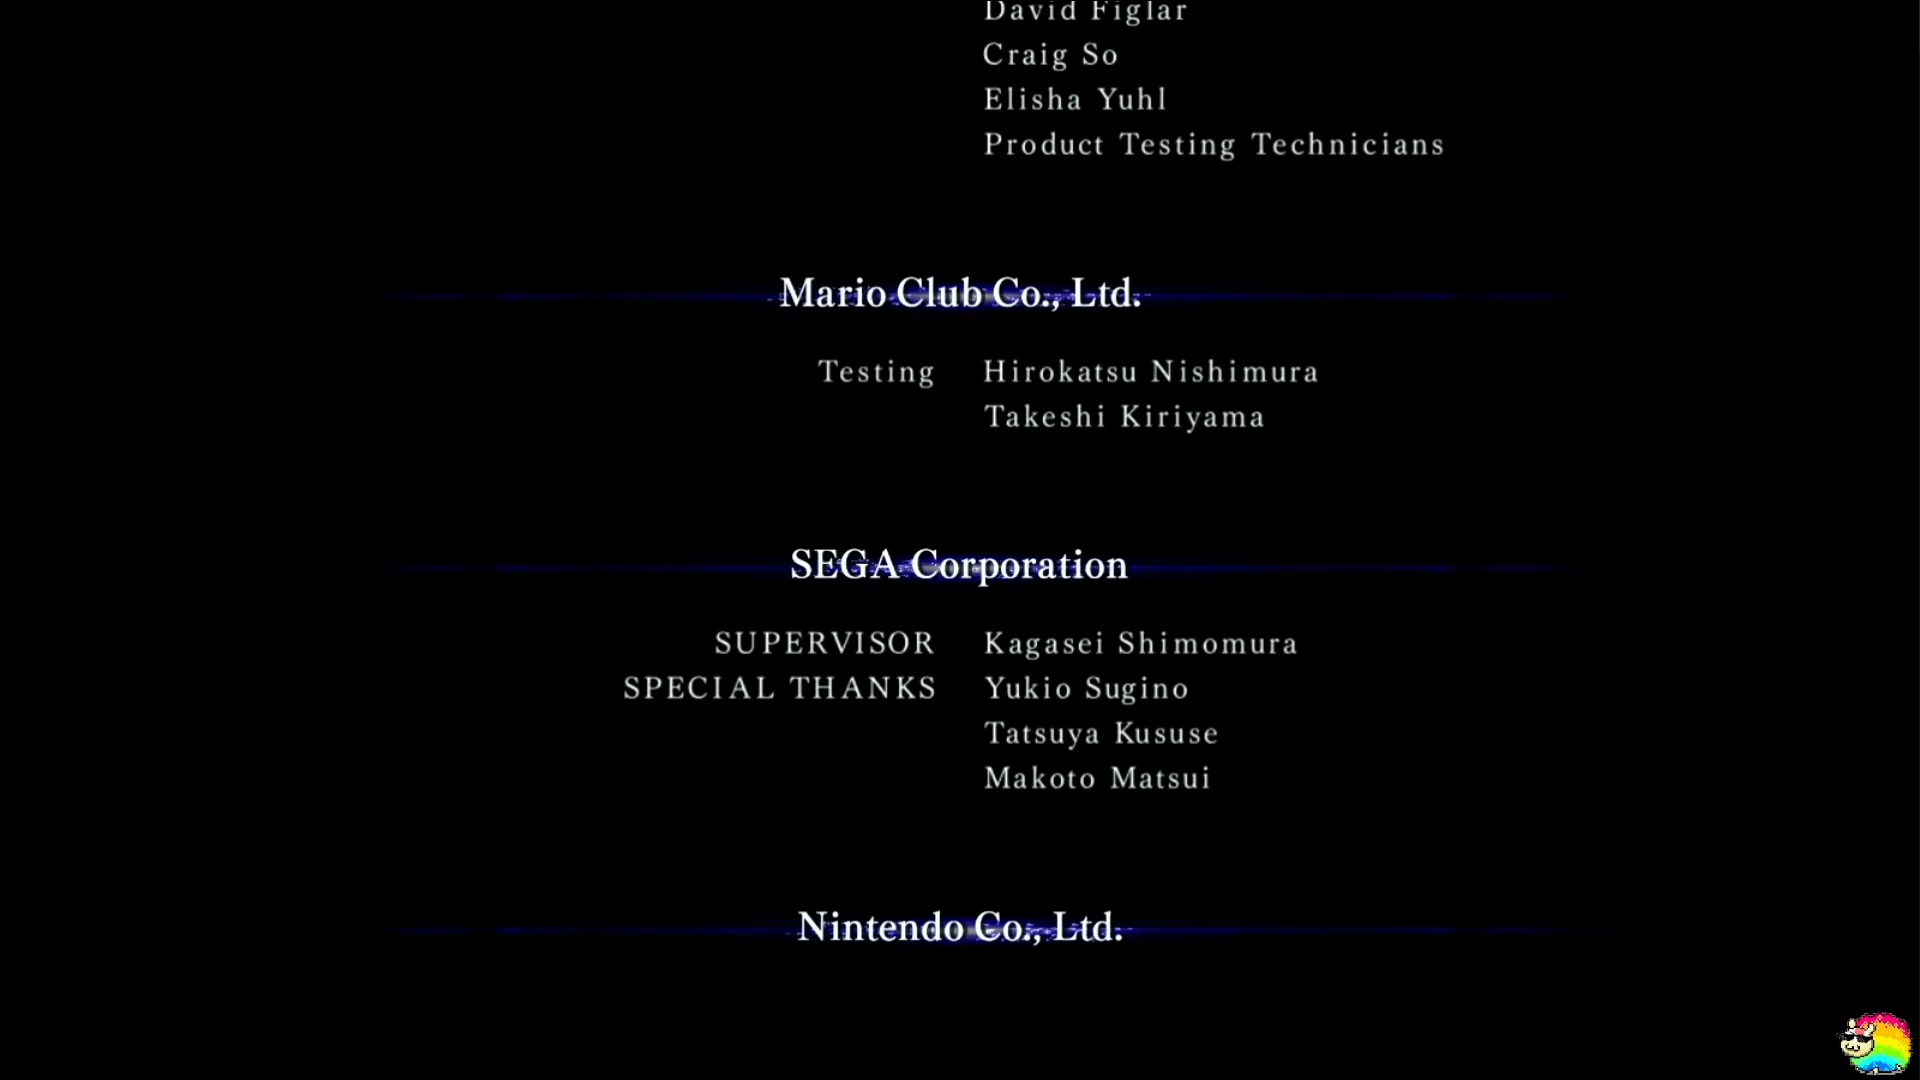 David Figlar
Craig So
Elisha Yuhl
Product Testing Technicians
Mario Club Co., Ltd.
Testing Hirokatsu Nishimura
Takeshi Kiriyama
SEGA Corporation
SUPERVISOR Kagasei Shimomura
SPECIAL THANKS Yukio Sugino
Tatsuya Kususe
Makoto Matsui
Nintendo Co., Ltd.